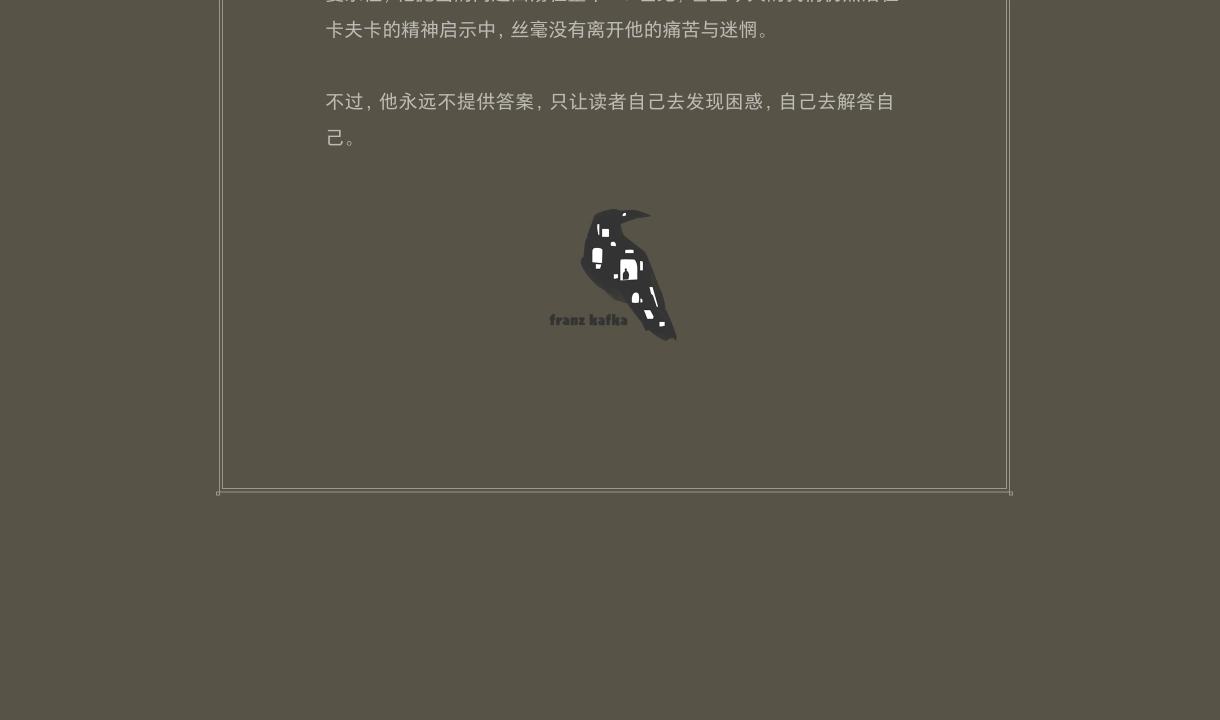 卡夫卡的精神启示中，丝毫没有离开他的痛苦与迷惘。
不过，他永远不提供答案，只让读者自己去发现困惑，自己去解答自
己。
franz kafka